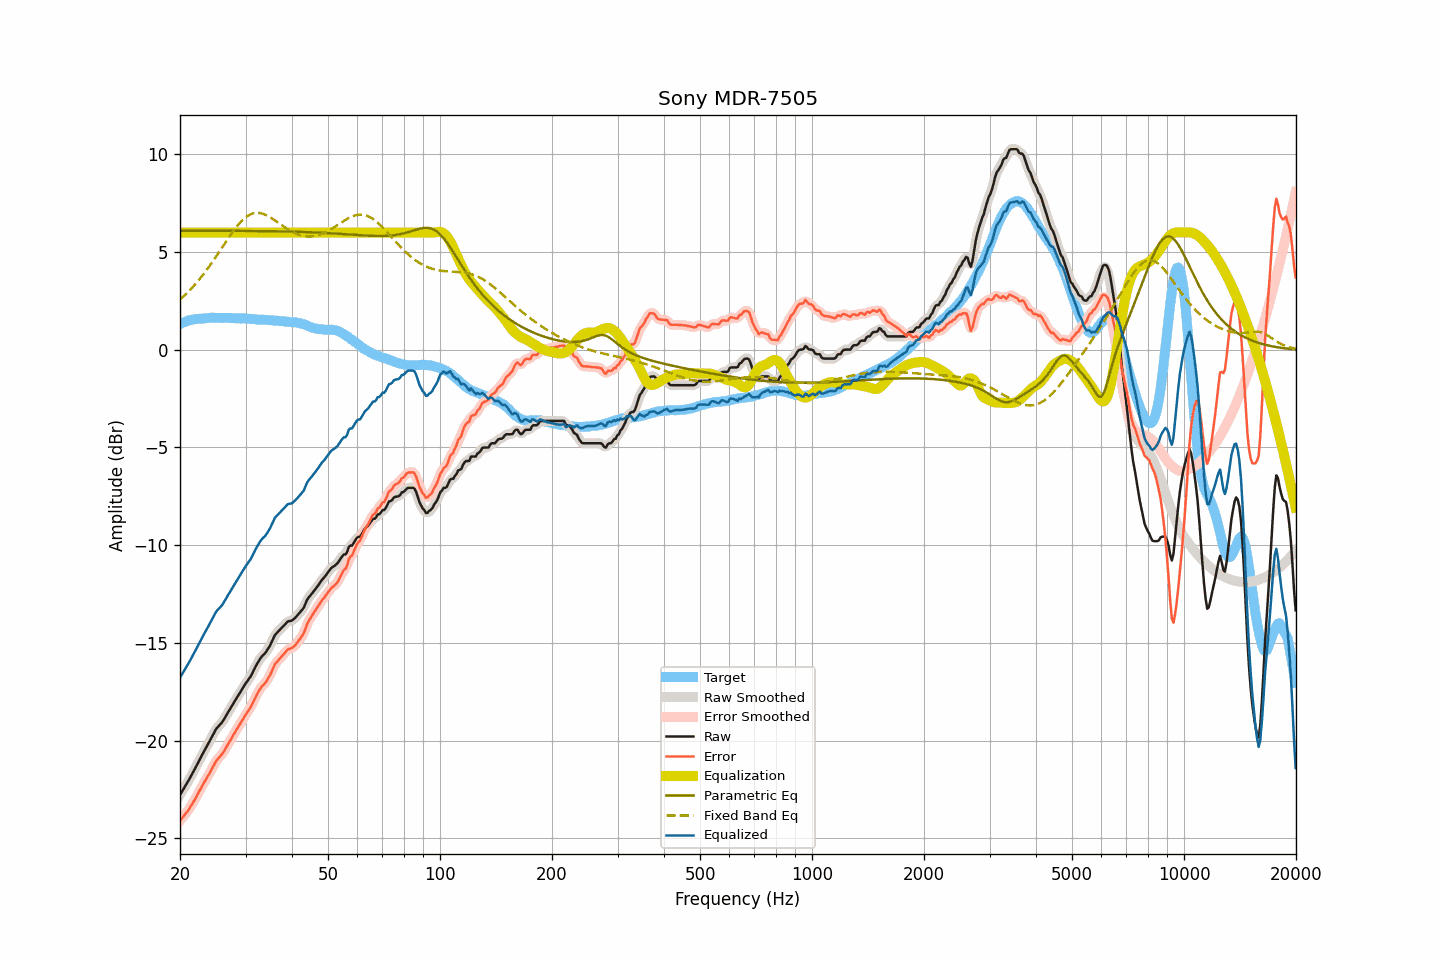 Sony MDR-7505
Amplitude (dBr)
10
5
0
−5
−10
−15
−20
−25
Target
Raw Smoothed
Error Smoothed
Raw
Error
Equalization
Parametric Eq
Fixed Band Eq
Equalized
20 50 100 200 500 1000 2000 5000 10000 20000
Frequency (Hz)